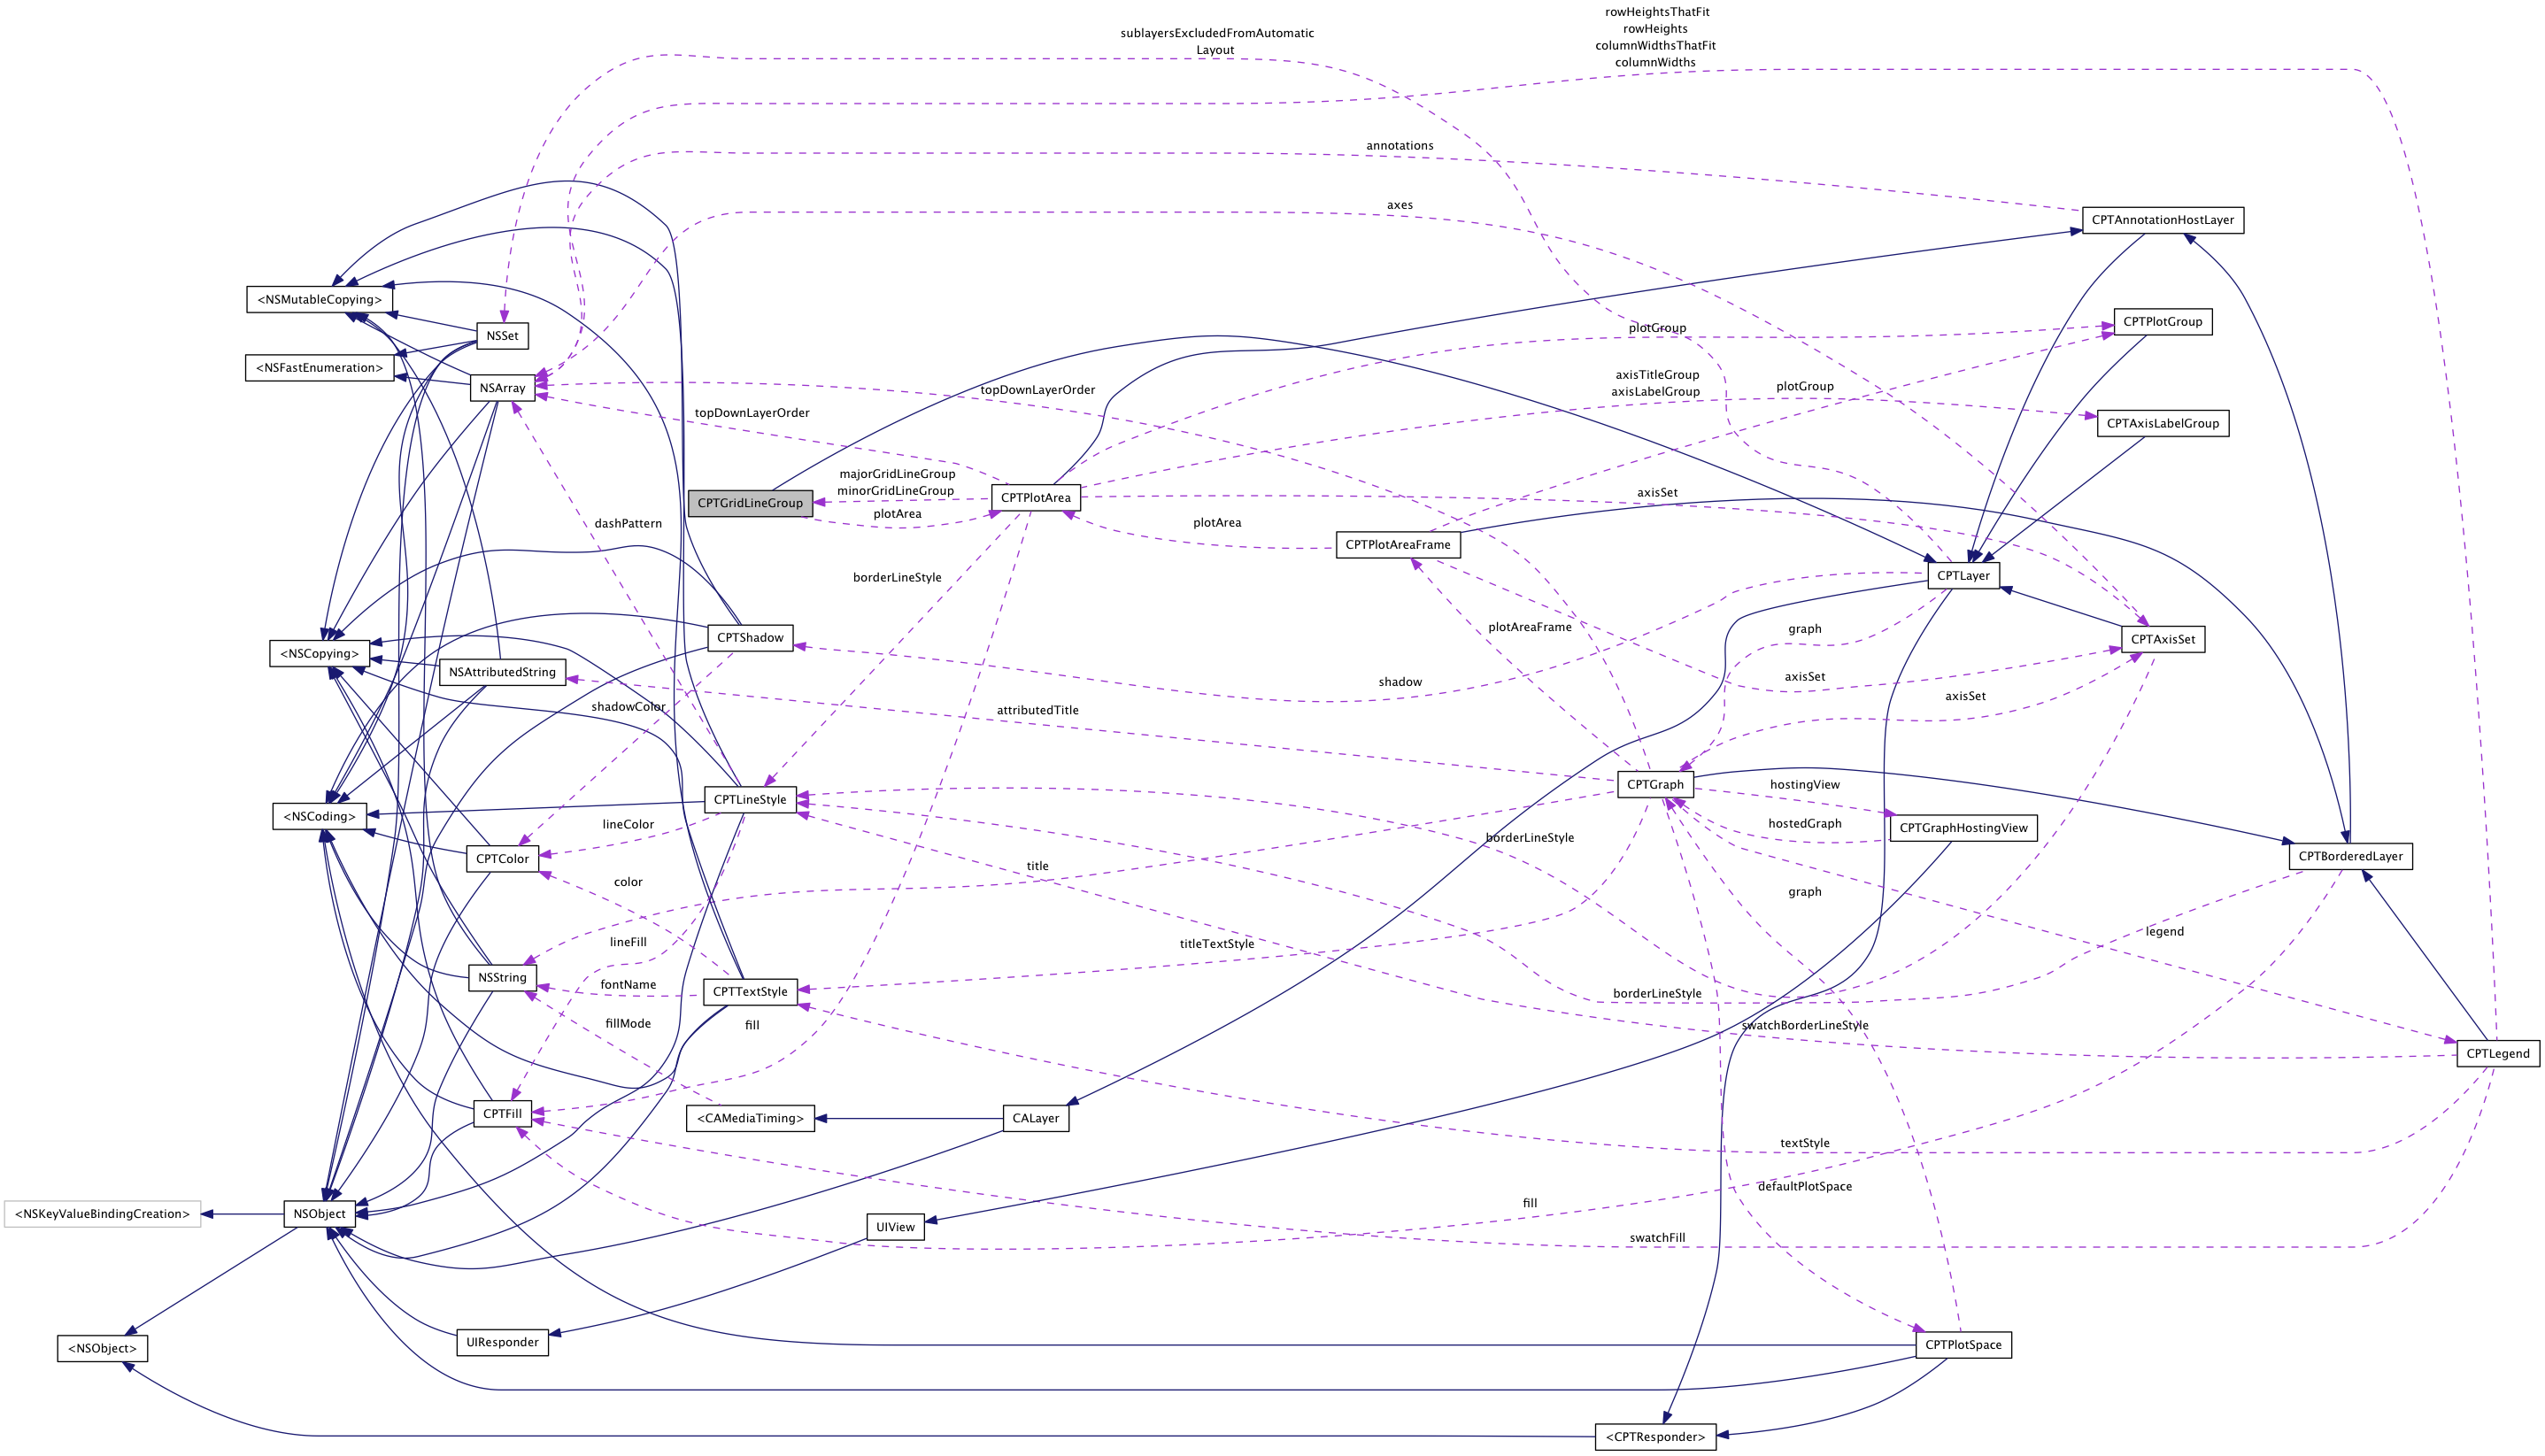 rowHeightsThatFit
rowHeights
columnWidthsThatFit
columnWidths
sublayersExcludedFromAutomatic
Layout
annotations
axes
CPTAnnotationHostLayer
<NSMutableCopying>
NSSet
plotGroup
CPTPlotGroup
<NSFastEnumeration>
NSArray
topDownLayerOrder
axisTitleGroup
axisLabelGroup
plotGroup
topDownLayerOrder
CPTAxisLabelGroup
majorGridLineGroup
minorGridLineGroup
CPTGridLineGroup
plotArea
CPTPlotArea
axisSet
dashPattern
plotArea
CPTPlotAreaFrame
borderLineStyle
CPTLayer
CPTShadow
plotAreaFrame
graph
CPTAxisSet
<NSCopying>
NSAttributedString
shadow
axisSet
axisSet
shadowColor
attributedTitle
CPTGraph
hostingView
CPTLineStyle
<NSCoding>
lineColor
hostedGraph
CPTGraphHostingView
borderLineStyle
CPTColor
title
CPTBorderedLayer
color
graph
lineFill
titleTextStyle
legend
NSString
fontName
CPTTextStyle
borderLineStyle
fillMode
fill
swatchBorderLineStyle
CPTLegend
CPTFill
<CAMediaTiming>
CALayer
textStyle
defaultPlotSpace
fill
<NSKeyValueBindingCreation>
NSObject
UIView
swatchFill
<NSObject>
UIResponder
CPTPlotSpace
<CPTResponder>